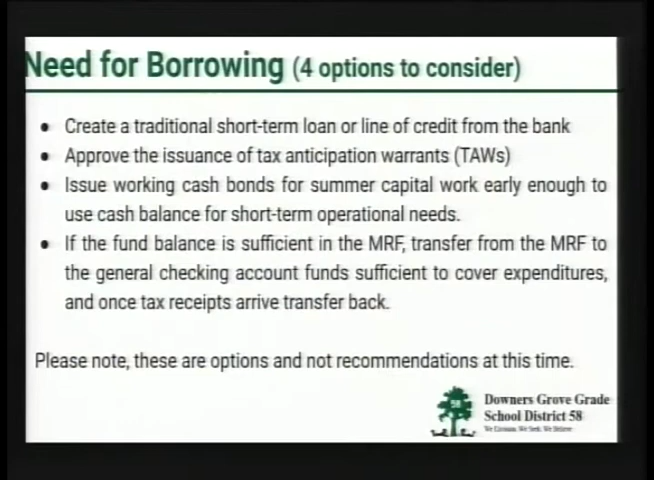 Need for Borrowing (4 options to consider)
● Create a traditional short-term loan or line of credit from the bank
● Approve the issuance of tax anticipation warrants (TAWs)
● Issue working cash bonds for summer capital work early enough to
use cash balance for short-term operational needs.
● If the fund balance is sufficient in the MRF, transfer from the MRF to
the general checking account funds sufficient to cover expenditures,
and once tax receipts arrive transfer back.
Please note, these are options and not recommendations at this time.
58
Downers Grove Grade
School District 58